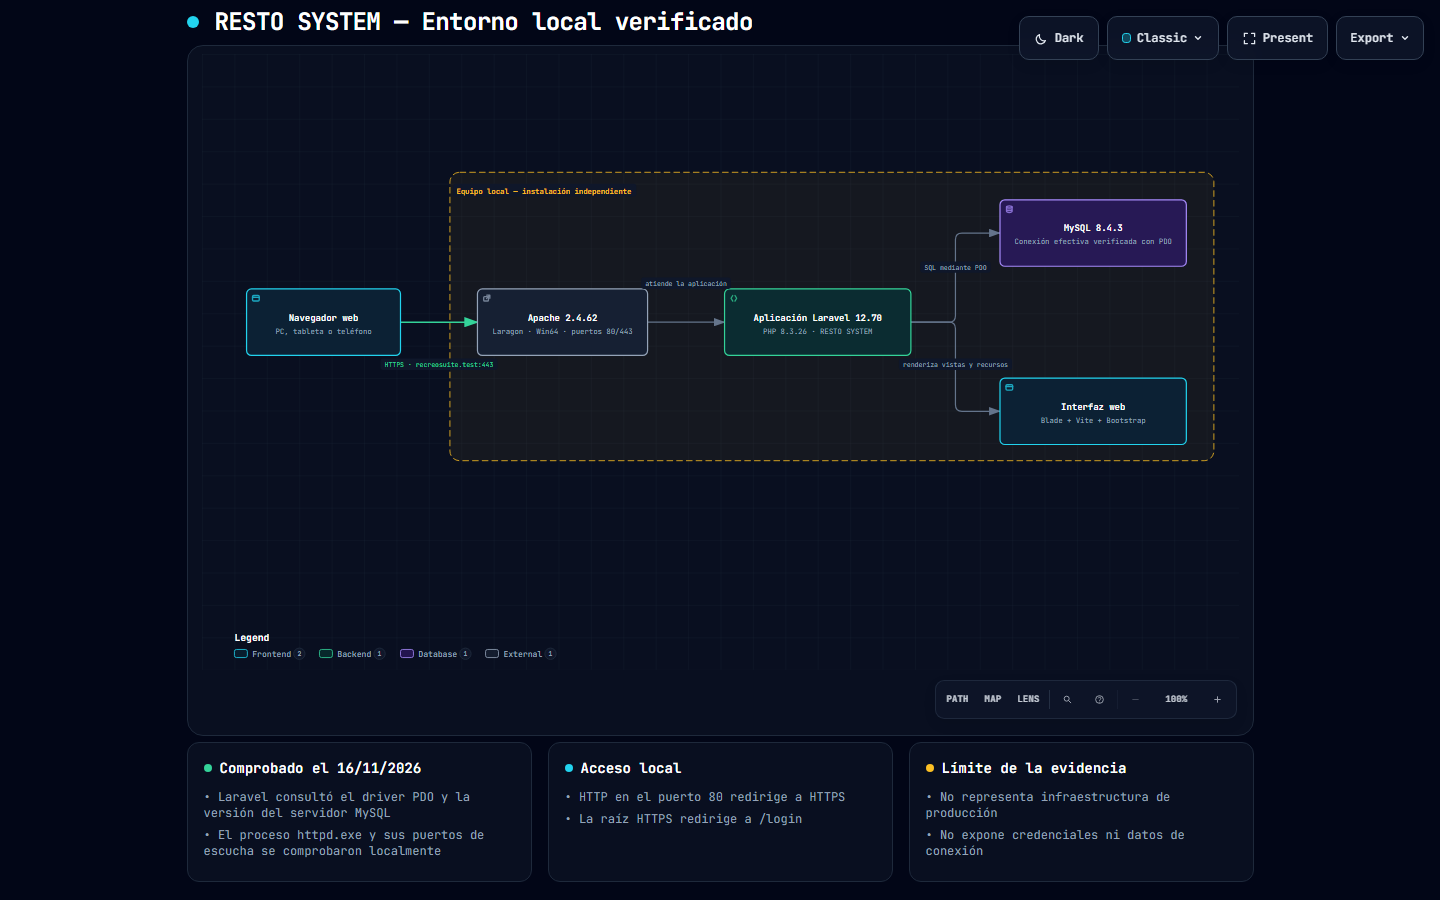 RESTO SYSTEM — Entorno local verificado
Dark
Classic
Present
Export
Equipo local — instalación independiente
MySQL 8.4.3
Conexión efectiva verificada con PDO
SQL mediante PDO
atiende la aplicación
Navegador web
PC, tableta o teléfono
Apache 2.4.62
Laragon · Win64 · puertos 80/443
Aplicación Laravel 12.70
PHP 8.3.26 · RESTO SYSTEM
HTTPS · recreosuite.test:443
renderiza vistas y recursos
Interfaz web
Blade + Vite + Bootstrap
Legend
Frontend 2
Backend 1
Database 1
External 1
PATH
MAP
LENS
100%
Comprobado el 16/11/2026
• Laravel consultó el driver PDO y la
versión del servidor MySQL
• El proceso httpd.exe y sus puertos de
escucha se comprobaron localmente
Acceso local
• HTTP en el puerto 80 redirige a HTTPS
• La raíz HTTPS redirige a /login
Límite de la evidencia
• No representa infraestructura de
producción
• No expone credenciales ni datos de
conexión